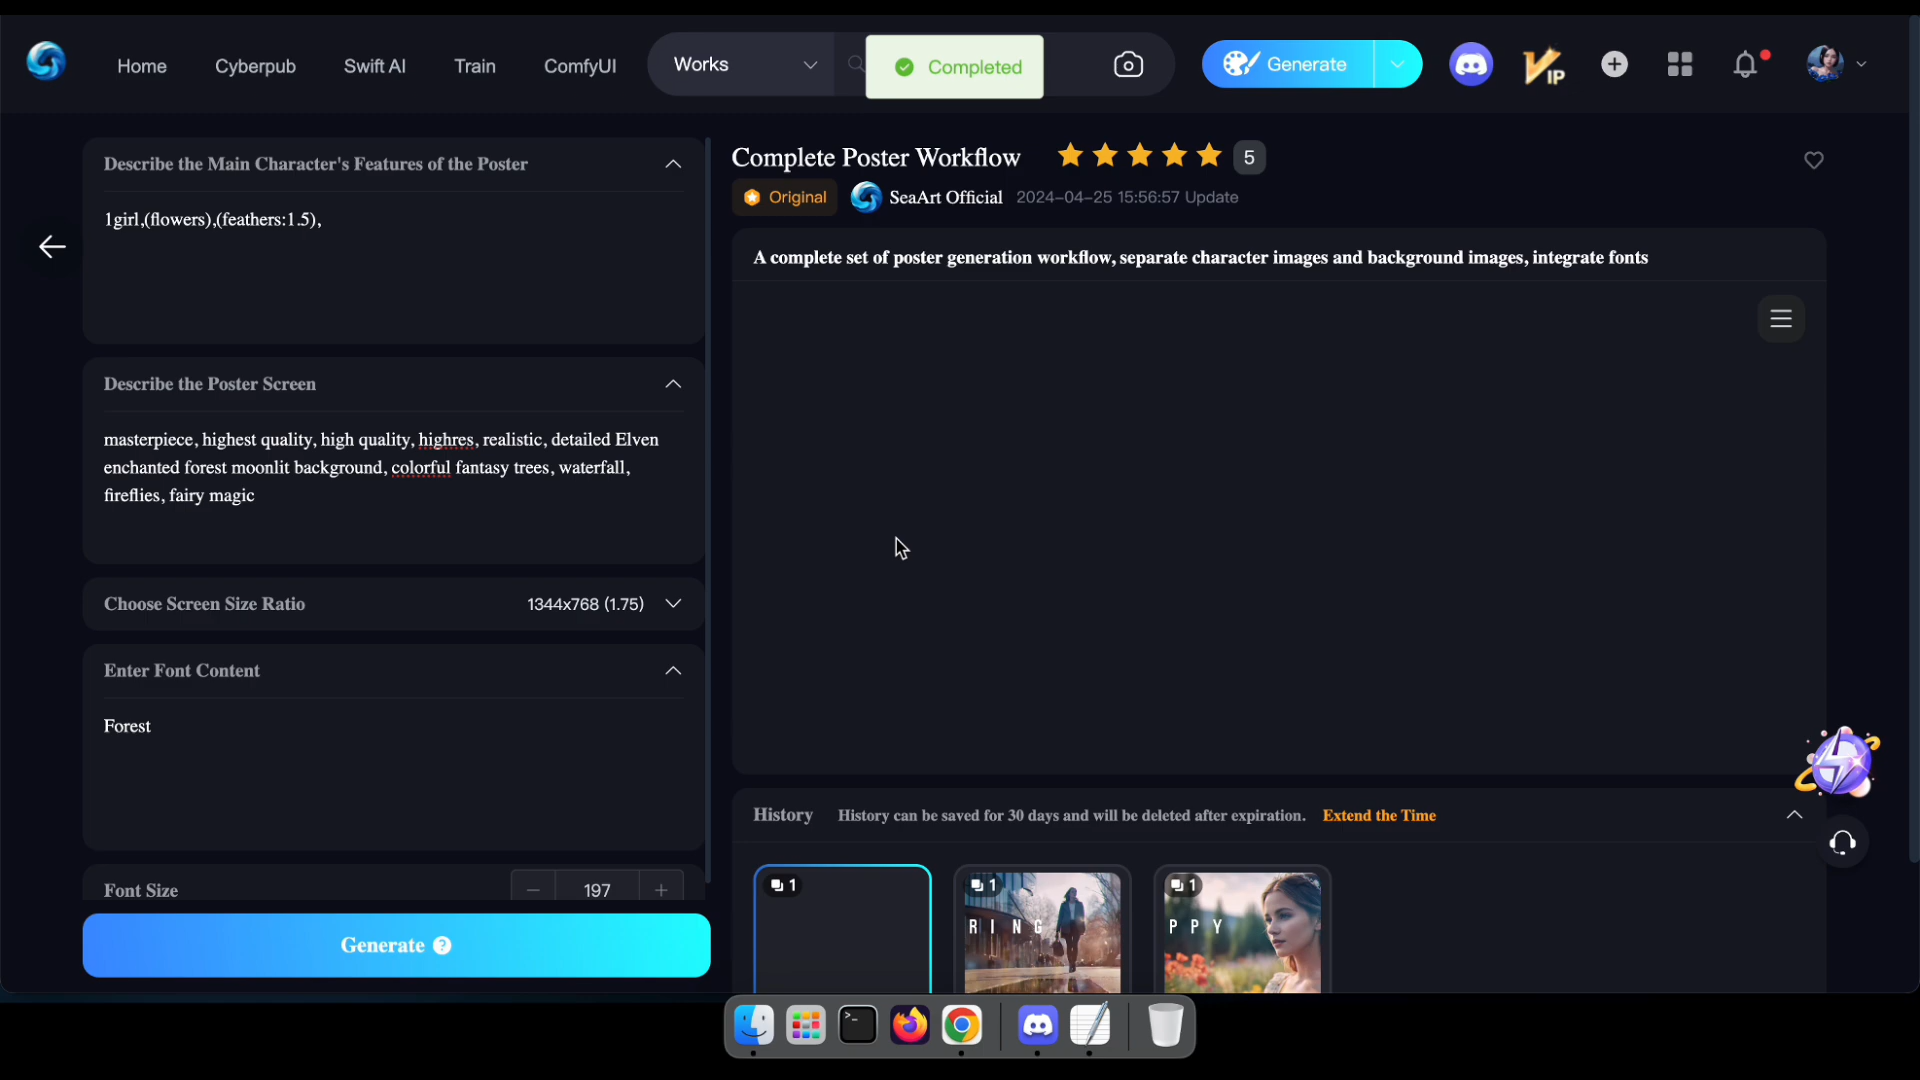 Home
Cyberpub
Swift AI
Train
ComfyUI
Works
Completed
Generate
VIP
Describe the Main Character's Features of the Poster
1girl,(flowers),(feathers:1.5),
Describe the Poster Screen
masterpiece, highest quality, high quality, highres, realistic, detailed Elven
enchanted forest moonlit background, colorful fantasy trees, waterfall,
fireflies, fairy magic
Choose Screen Size Ratio 1344x768 (1.75)
Enter Font Content
Forest
Font Size 197
Generate
Complete Poster Workflow 5
Original SeaArt Official 2024-04-25 15:56:57 Update
A complete set of poster generation workflow, separate character images and background images, integrate fonts
History History can be saved for 30 days and will be deleted after expiration. Extend the Time
1
1
RING
1
PPY